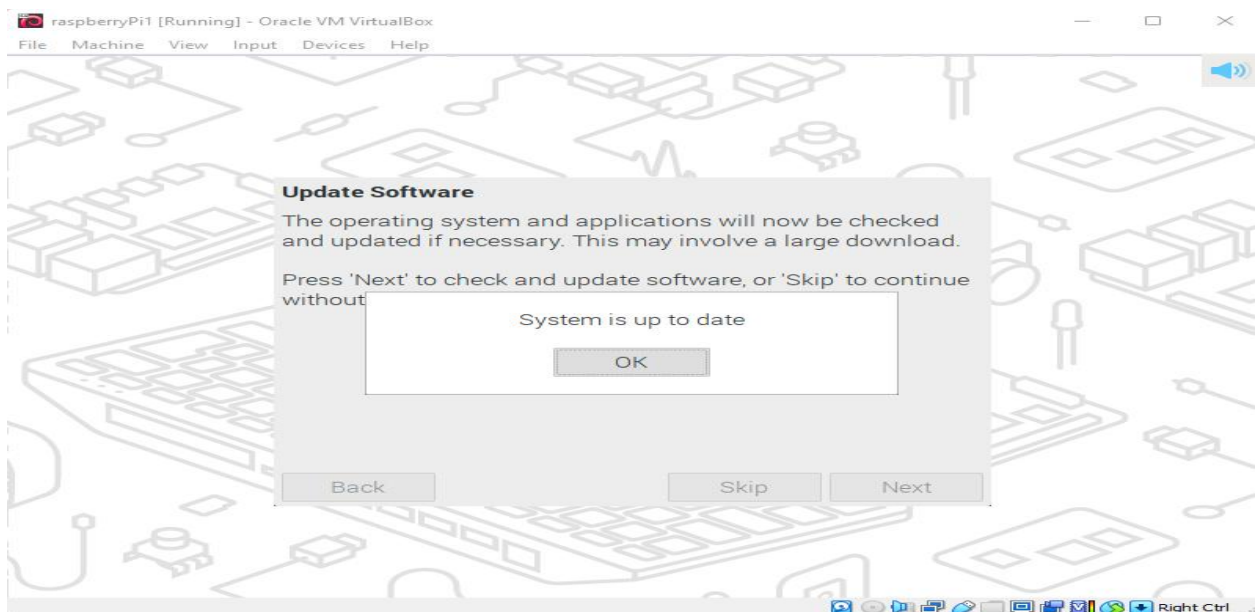 raspberryPi1 [Running] - Oracle VM VirtualBox
File Machine View Input Devices Help
Update Software
The operating system and applications will now be checked
and updated if necessary. This may involve a large download.
Press 'Next' to check and update software, or 'Skip' to continue
without
System is up to date
OK
Back Skip Next
Right Ctrl